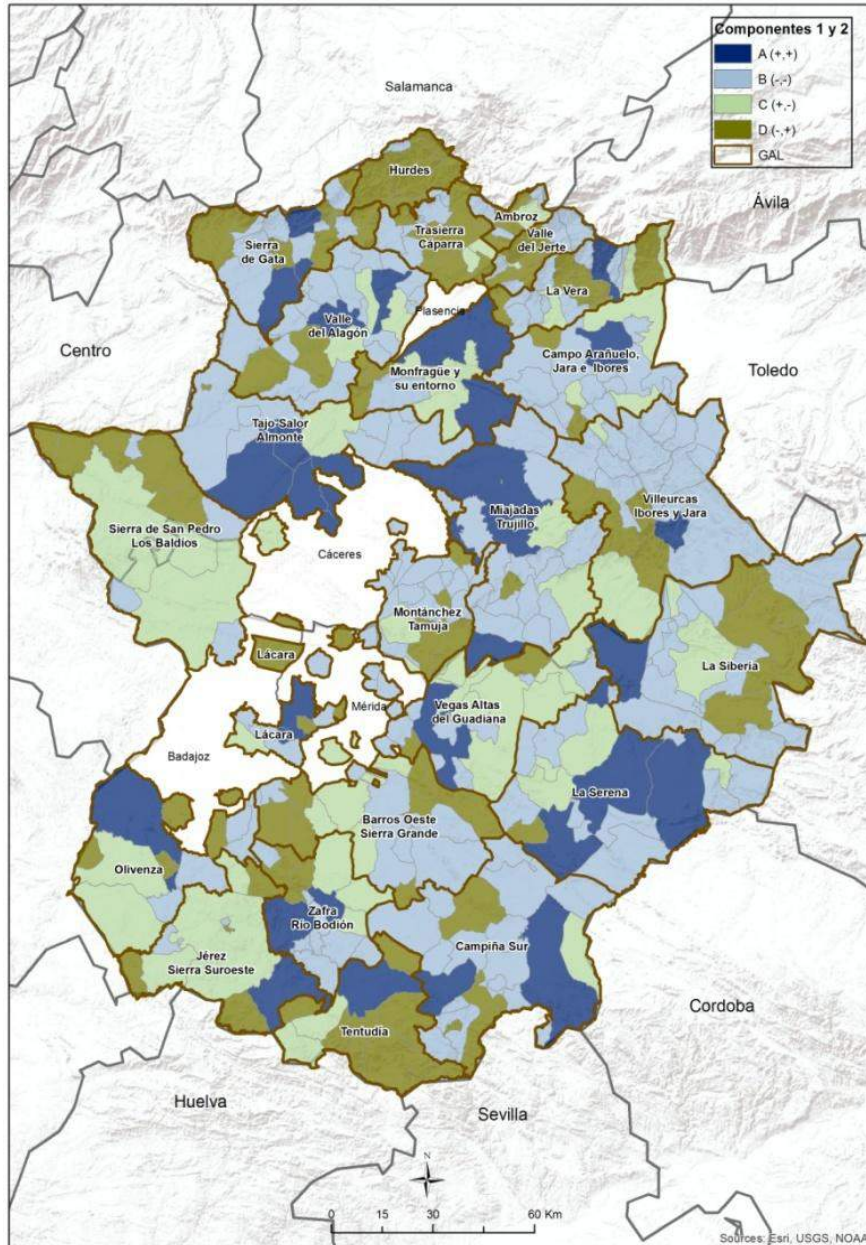 Componentes 1 y 2
A (+,+)
B (-,-)
C (+,-)
D (-,+)
GAL
Salamanca
Ávila
Hurdes
Ambroz
Trasierra
Cáparra
Valle
del Jerte
Sierra
de Gata
La Vera
Plasencia
Valle
del Alagón
Centro
Campo Arañuelo,
Jara e Ibores
Monfragüe y
su entorno
Toledo
Tajo-Salor
Almonte
Villeurcas
Ibores y Jara
Miajadas
Trujillo
Sierra de San Pedro
Los Baldíos
Cáceres
Montánchez
Tamuja
Lácara
La Siberia
Mérida
Vegas Altas
del Guadiana
Lácara
Badajoz
La Serena
Barros Oeste
Sierra Grande
Olivenza
Zafra
Río Bodión
Campiña Sur
Jérez
Sierra Suroeste
Cordoba
Tentudía
Huelva
Sevilla
N
0 15 30 60 Km
Sources: Esri, USGS, NOAA